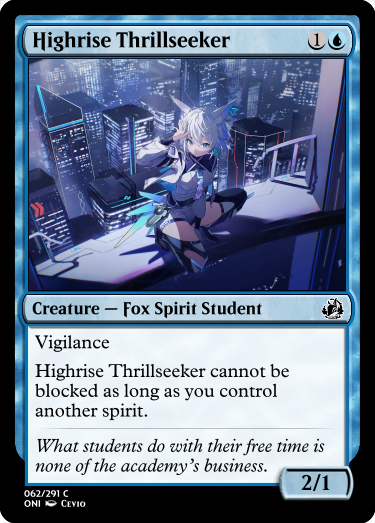 Highrise Thrillseeker 1
Creature — Fox Spirit Student
Vigilance
Highrise Thrillseeker cannot be
blocked as long as you control
another spirit.
What students do with their free time is
none of the academy's business.
2/1
062/291 C
ONI Cevio